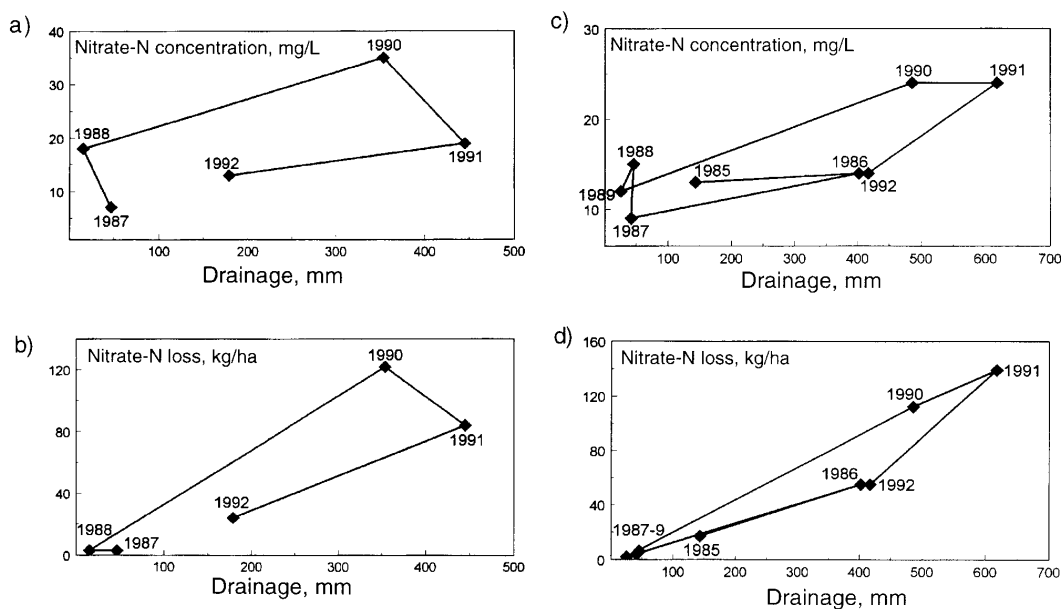 a)
Nitrate-N concentration, mg/L
40
30
20
10
1990
1988
1991
1992
1987
100 200 300 400 500
Drainage, mm
b)
Nitrate-N loss, kg/ha
120
80
40
0
1990
1991
1992
1988
1987
100 200 300 400 500
Drainage, mm
c)
Nitrate-N concentration, mg/L
30
20
10
1990
1991
1988
1985
1986
1989
1992
1987
100 200 300 400 500 600 700
Drainage, mm
d)
Nitrate-N loss, kg/ha
160
120
80
40
0
1991
1990
1986
1992
1987-9
1985
100 200 300 400 500 600 700
Drainage, mm